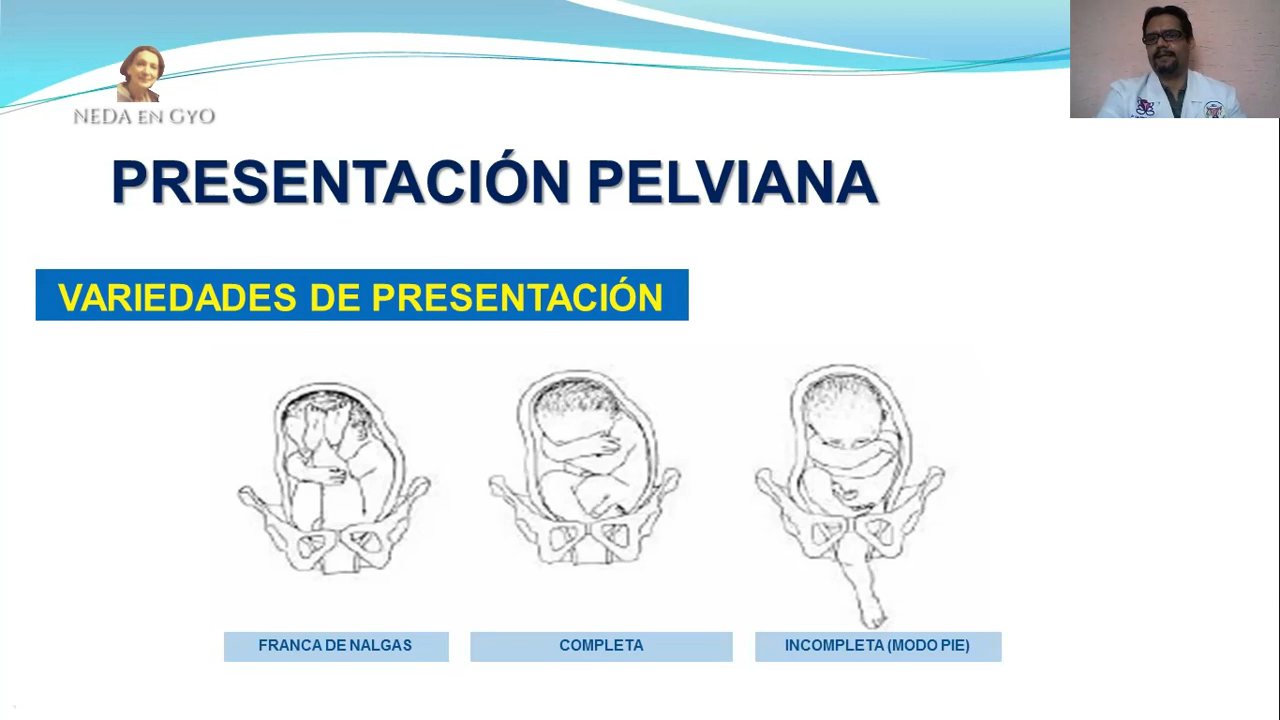 NEDA EN GYO
PRESENTACIÓN PELVIANA
VARIEDADES DE PRESENTACIÓN
FRANCA DE NALGAS
COMPLETA
INCOMPLETA (MODO PIE)